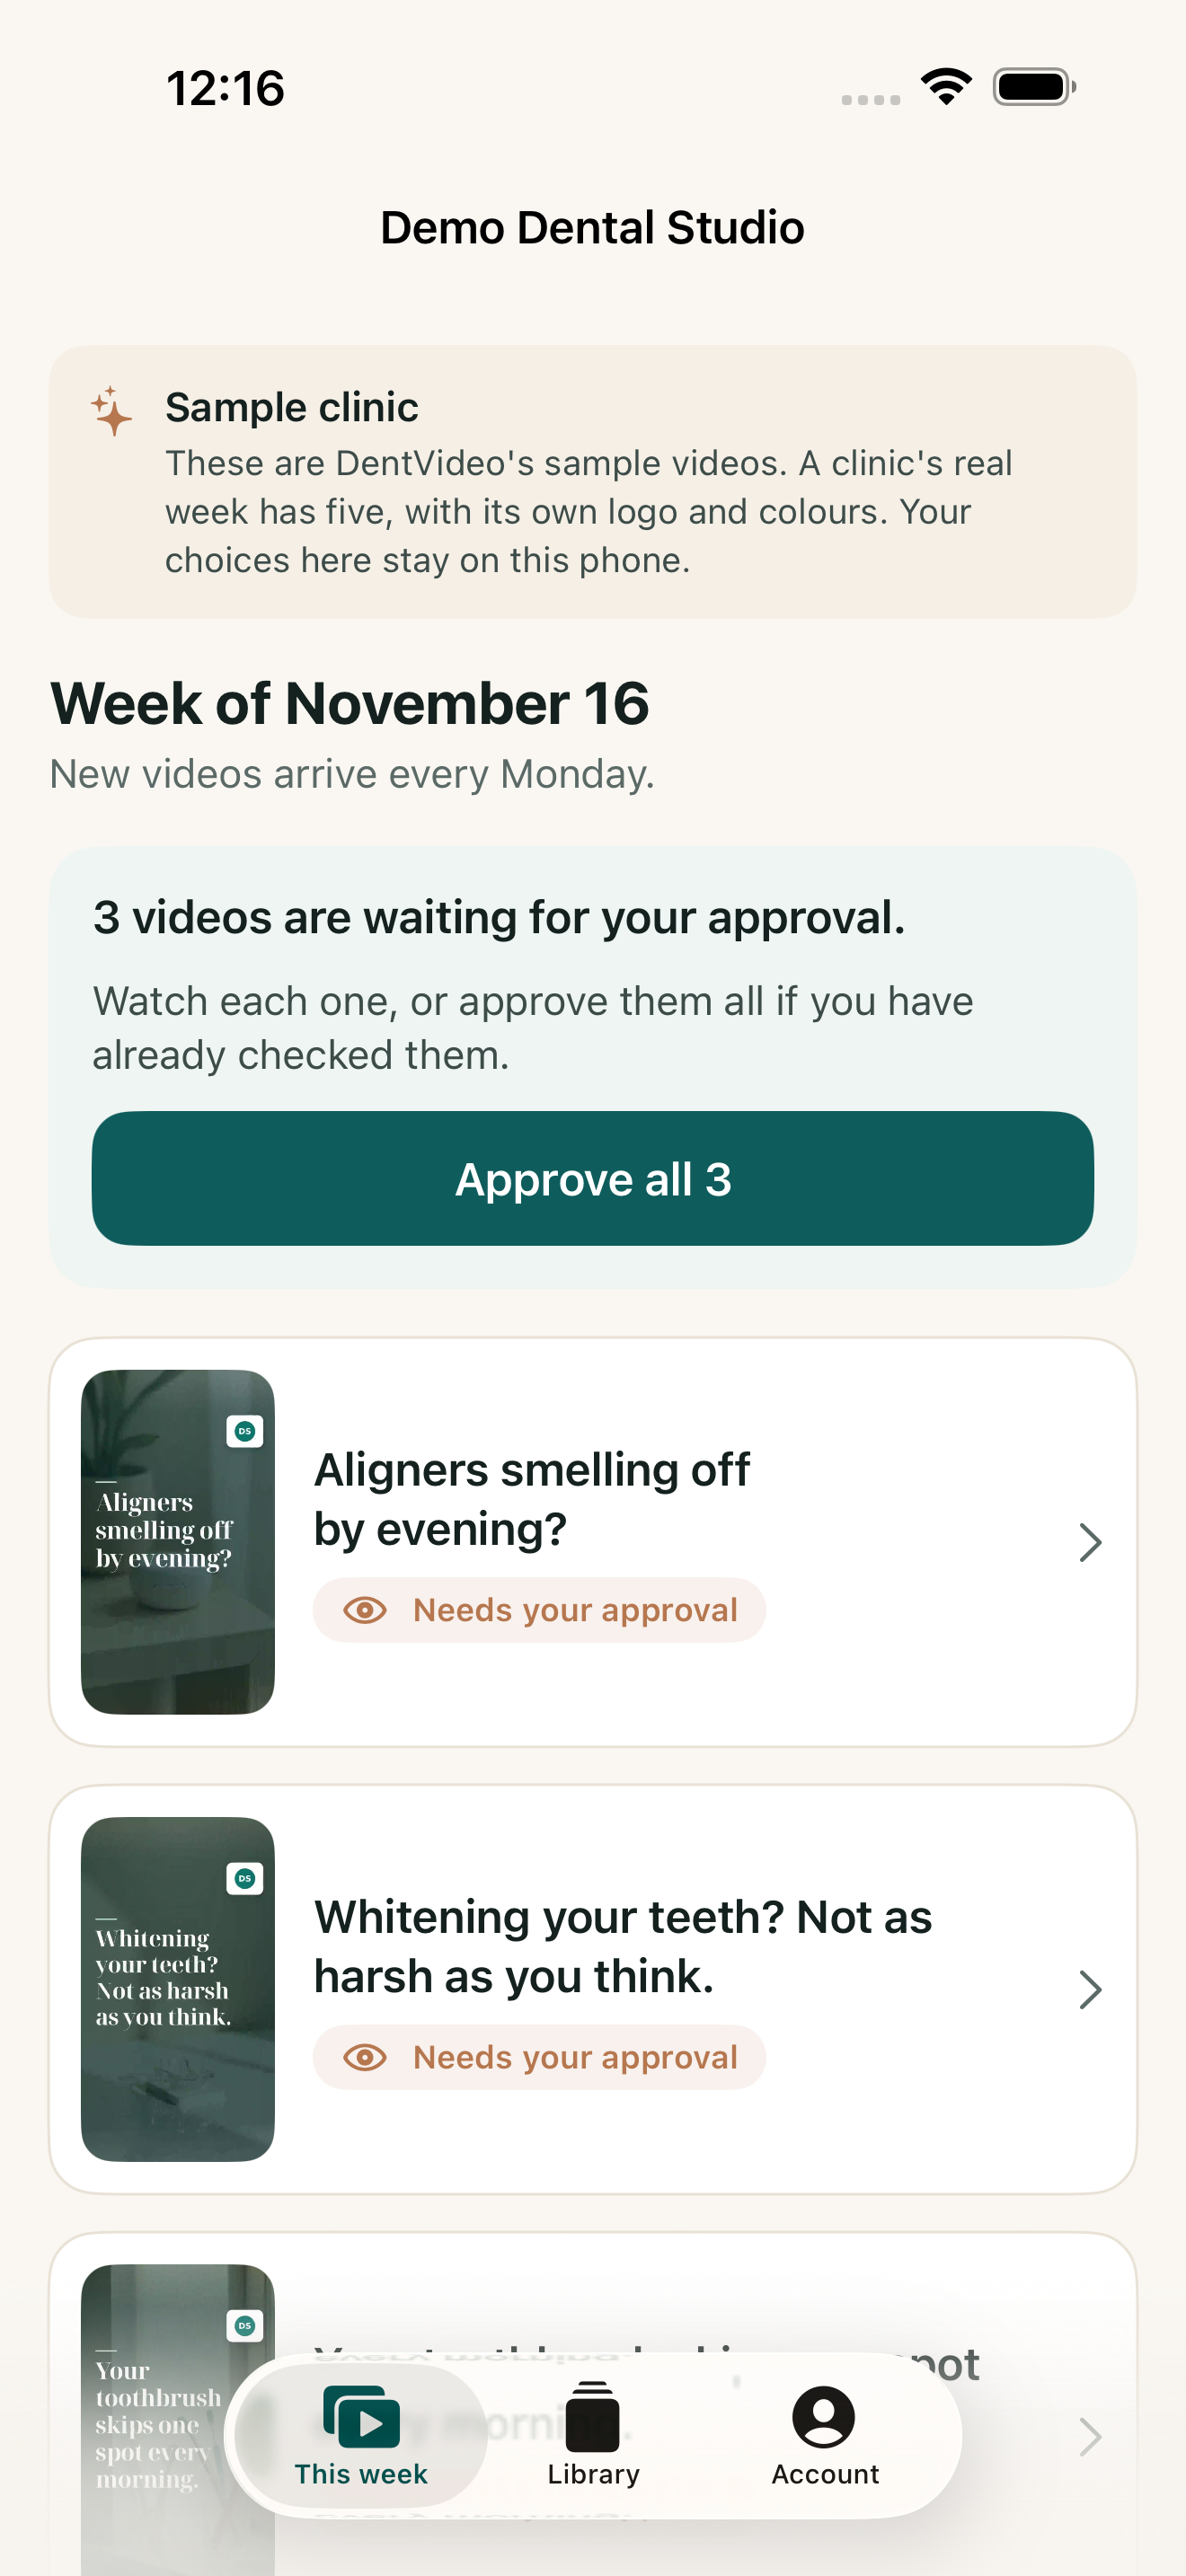 12:16
Demo Dental Studio
Sample clinic
These are DentVideo's sample videos. A clinic's real
week has five, with its own logo and colours. Your
choices here stay on this phone.
Week of November 16
New videos arrive every Monday.
3 videos are waiting for your approval.
Watch each one, or approve them all if you have
already checked them.
Approve all 3
DS
Aligners
smelling off
by evening?
Aligners smelling off
by evening?
Needs your approval
DS
Whitening
your teeth?
Not as harsh
as you think.
Whitening your teeth? Not as
harsh as you think.
Needs your approval
DS
Your
toothbrush
skips one
spot every
morning.
spot
morning.
This week
Library
Account